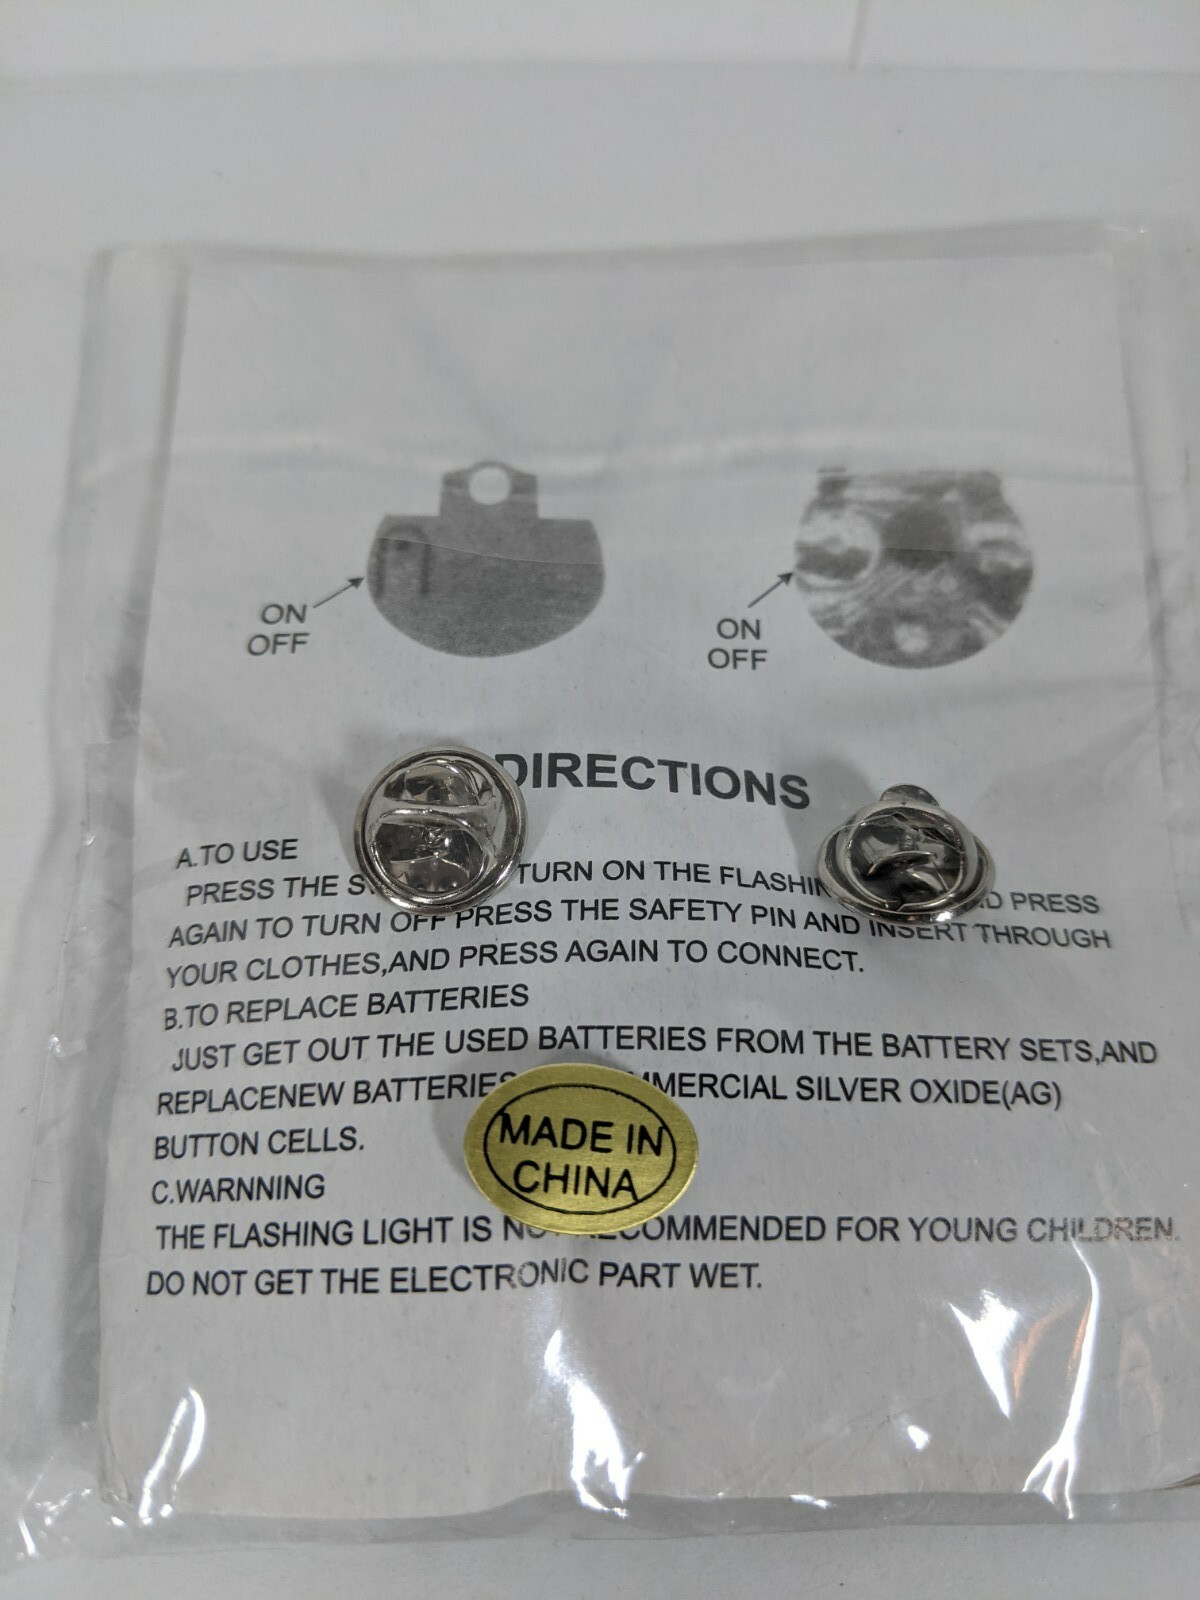 ON
OFF
ON
OFF
DIRECTIONS
A.TO USE
PRESS THE TURN ON THE PRESS
AGAIN TO TURN OFF PRESS THE SAFETY PIN AND INSERT THROUGH
YOUR CLOTHES,AND PRESS AGAIN TO CONNECT.
B.TO REPLACE BATTERIES
JUST GET OUT THE USED BATTERIES FROM THE BATTERY SETS,AND
REPLACENEW BATTERIES SILVER OXIDE(AG)
BUTTON CELLS.
MADE IN
CHINA
C.WARNNING
THE FLASHING LIGHT IS NOT RECOMMENDED FOR YOUNG CHILDREN.
DO NOT GET THE ELECTRONIC PART WET.